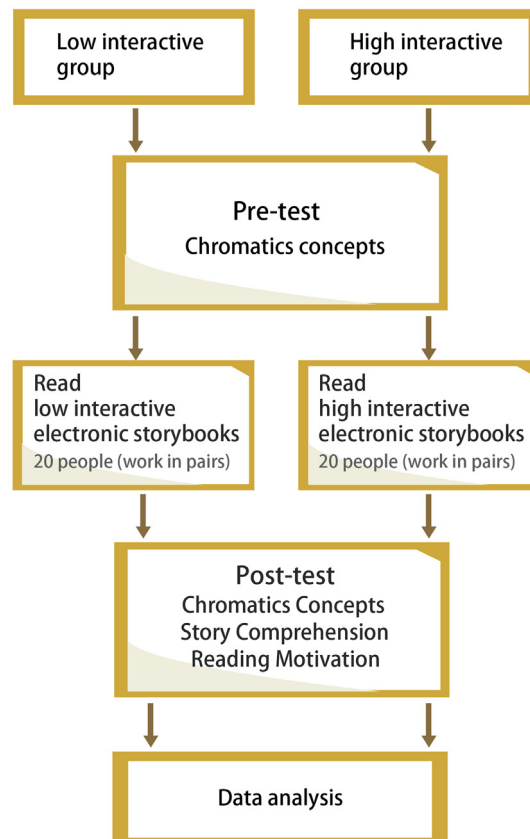 Low interactive
group
High interactive
group
Pre-test
Chromatics concepts
Read
low interactive
electronic storybooks
20 people (work in pairs)
Read
high interactive
electronic storybooks
20 people (work in pairs)
Post-test
Chromatics Concepts
Story Comprehension
Reading Motivation
Data analysis